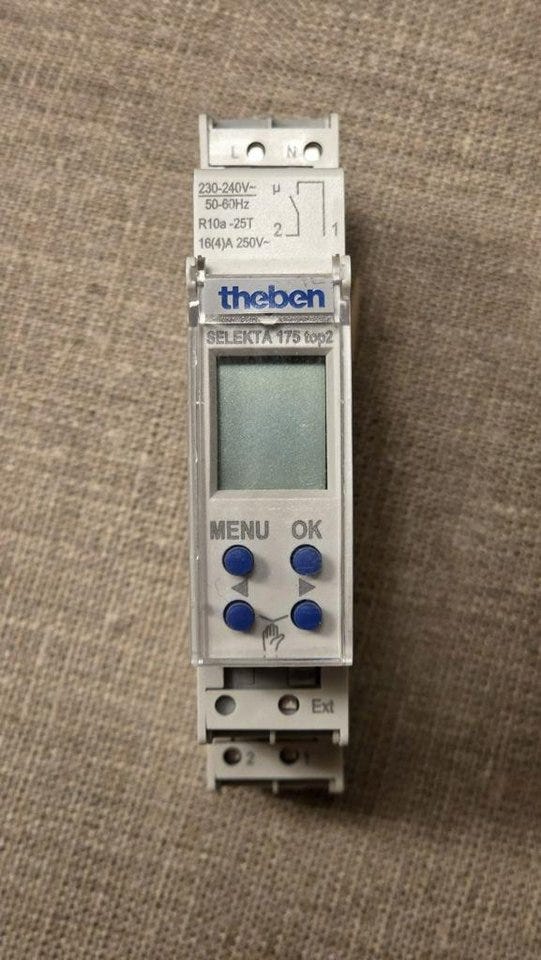 L N
230-240V~ µ
50-60Hz
R10a -25T 2 1
16(4)A 250V~
theben
SELEKTA 175 top2
MENU OK
Ext
2 1